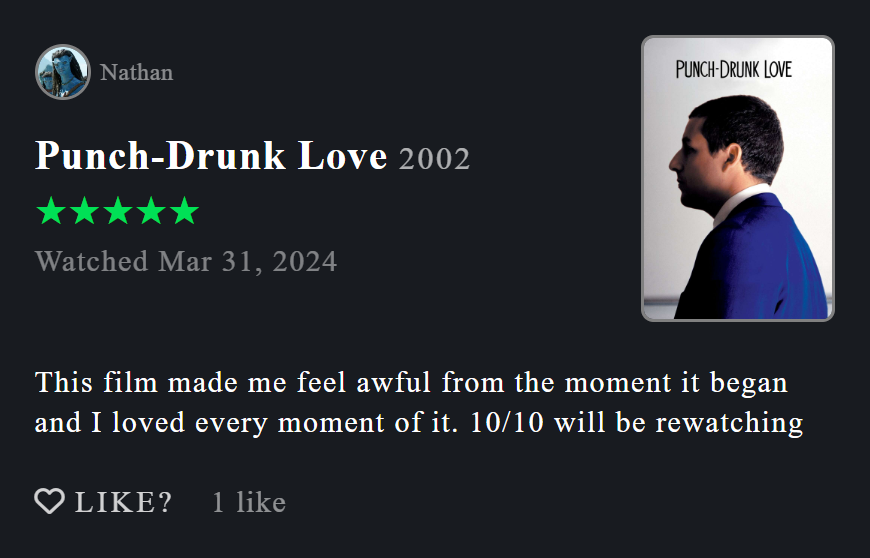 Nathan
PUNCH-DRUNK LOVE
Punch-Drunk Love 2002
★★★★★
Watched Mar 31, 2024
This film made me feel awful from the moment it began
and I loved every moment of it. 10/10 will be rewatching
LIKE? 1 like